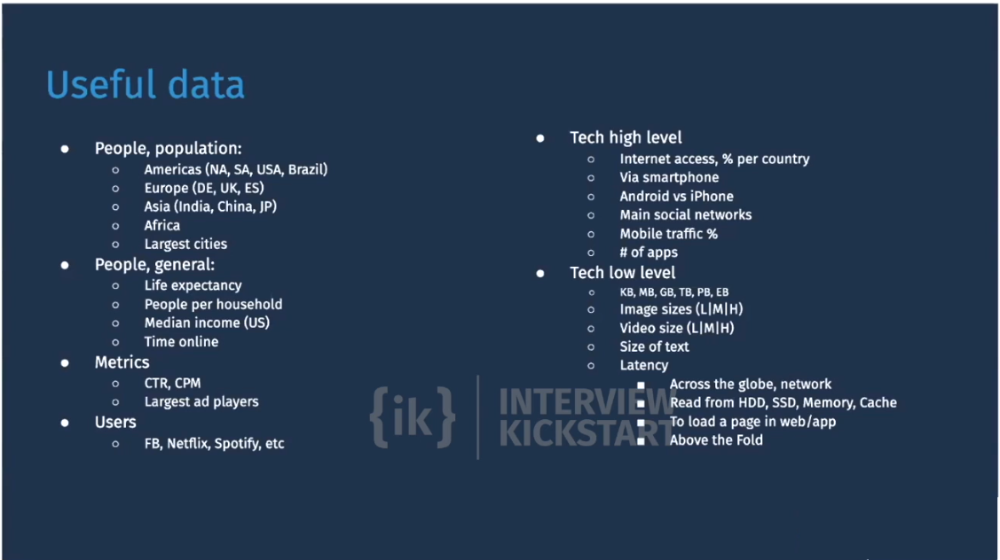 Useful data
People, population:
Americas (NA, SA, USA, Brazil)
Europe (DE, UK, ES)
Asia (India, China, JP)
Africa
Largest cities
People, general:
Life expectancy
People per household
Median income (US)
Time online
Metrics
CTR, CPM
Largest ad players
Users
FB, Netflix, Spotify, etc
Tech high level
Internet access, % per country
Via smartphone
Android vs iPhone
Main social networks
Mobile traffic %
# of apps
Tech low level
KB, MB, GB, TB, PB, EB
Image sizes (L|M|H)
Video size (L|M|H)
Size of text
Latency
Across the globe, network
Read from HDD, SSD, Memory, Cache
To load a page in web/app
Above the Fold
{ik}
INTERVIEW
KICKSTART